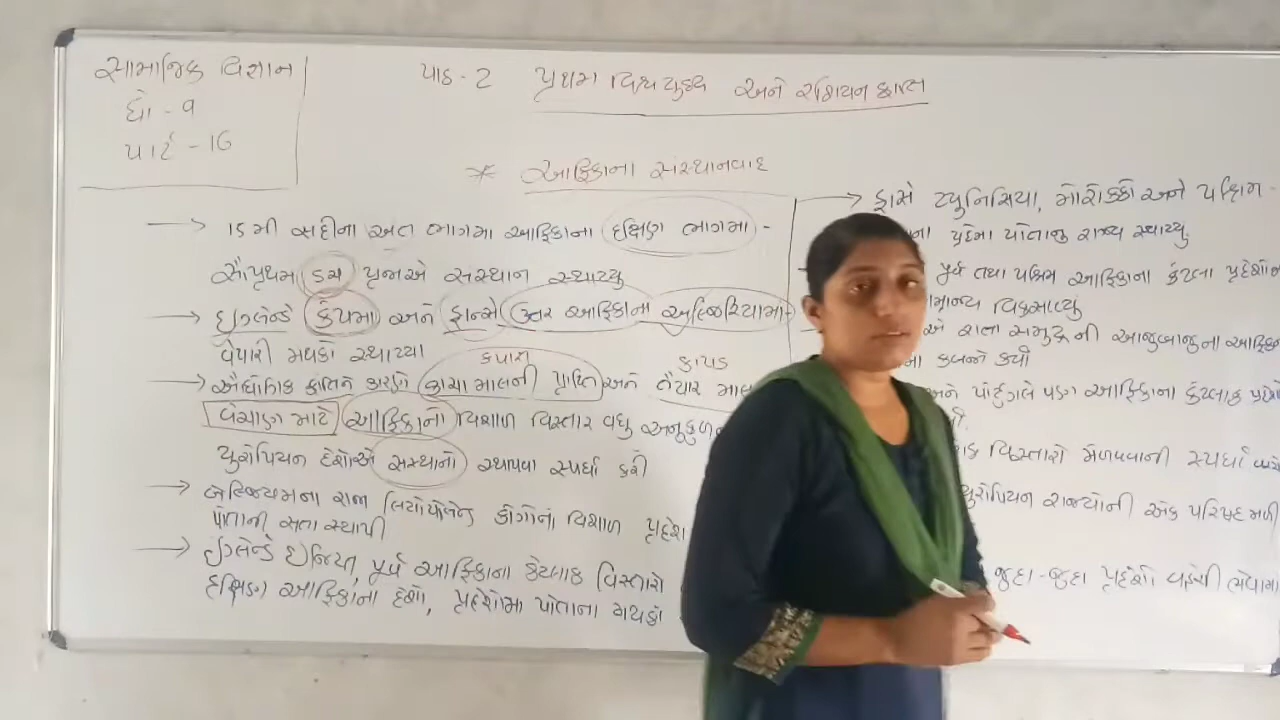 સામાજિક વિજ્ઞાન
ધો - ૧
પાર્ટ - 16
પાઠ - 2 પ્રથમ વિશ્વયુદ્ધ અને રશિયન ક્રાંતિ
* આફ્રિકાના સંસ્થાનવાદ
→ 15 મી સદીના અંત ભાગમા આફ્રિકાના દક્ષિણ ભાગમા -
સૌપ્રથમ ડચ પ્રજાએ સંસ્થાન સ્થાપ્યુ
→ ઇંગ્લેન્ડે કેપમા અને ફ્રાન્સે ઉત્તર આફ્રિકાના અલ્જિરિયામા -
વેપારી મથકો સ્થાપ્યા
કપાસ કાપડ
→ ઔદ્યોગિક ક્રાંતિને કારણે કાચા માલની પ્રાપ્તિ અને તૈયાર માલ
વેચાણ માટે આફ્રિકાનો વિશાળ વિસ્તાર વધુ અનુકુળ
યુરોપિયન દેશોએ સંસ્થાનો સ્થાપવા સ્પર્ધા કરી
→ બેલ્જિયમના રાજા લિયોપોલ્ડે કોંગોના વિશાળ પ્રદેશ
પોતાની સત્તા સ્થાપી
→ ઇંગ્લેન્ડે ઇજિપ્ત, પૂર્વ આફ્રિકાના કેટલાક વિસ્તારો
દક્ષિણ આફ્રિકાના દેશો, પ્રદેશોમા પોતાના મથકો
→ ફ્રાંસે ટ્યુનિસિયા, મોરોક્કો અને પશ્ચિમ -
પ્રદેશમા પોતાનુ રાજ્ય સ્થાપ્યુ
પૂર્વ તથા પશ્ચિમ આફ્રિકાના કેટલા પ્રદેશોમ
વિકસાવ્યુ
રાતા સમુદ્રની આજુબાજુના આફ્રિક
કબજો કર્યો
અને પોર્ટુગલે પણ આફ્રિકાના કેટલાક પ્રદેશ
વિસ્તારો મેળવવાની સ્પર્ધા
યુરોપિયન રાજ્યોની એક પરિષદ મળી
જુદા-જુદા પ્રદેશો વહેંચી લેવામા